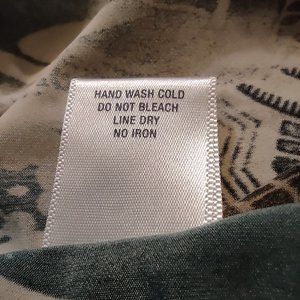 HAND WASH COLD
DO NOT BLEACH
LINE DRY
NO IRON